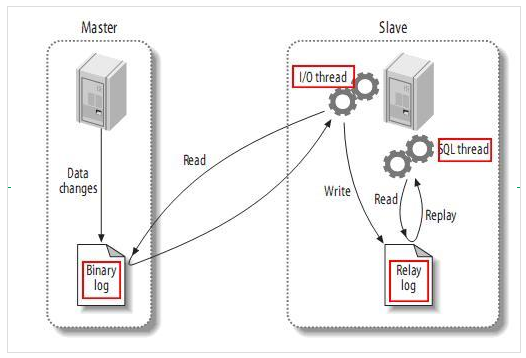 Master
Slave
I/O thread
SQL thread
Read
Data
changes
Write
Read
Replay
Binary
log
Relay
log